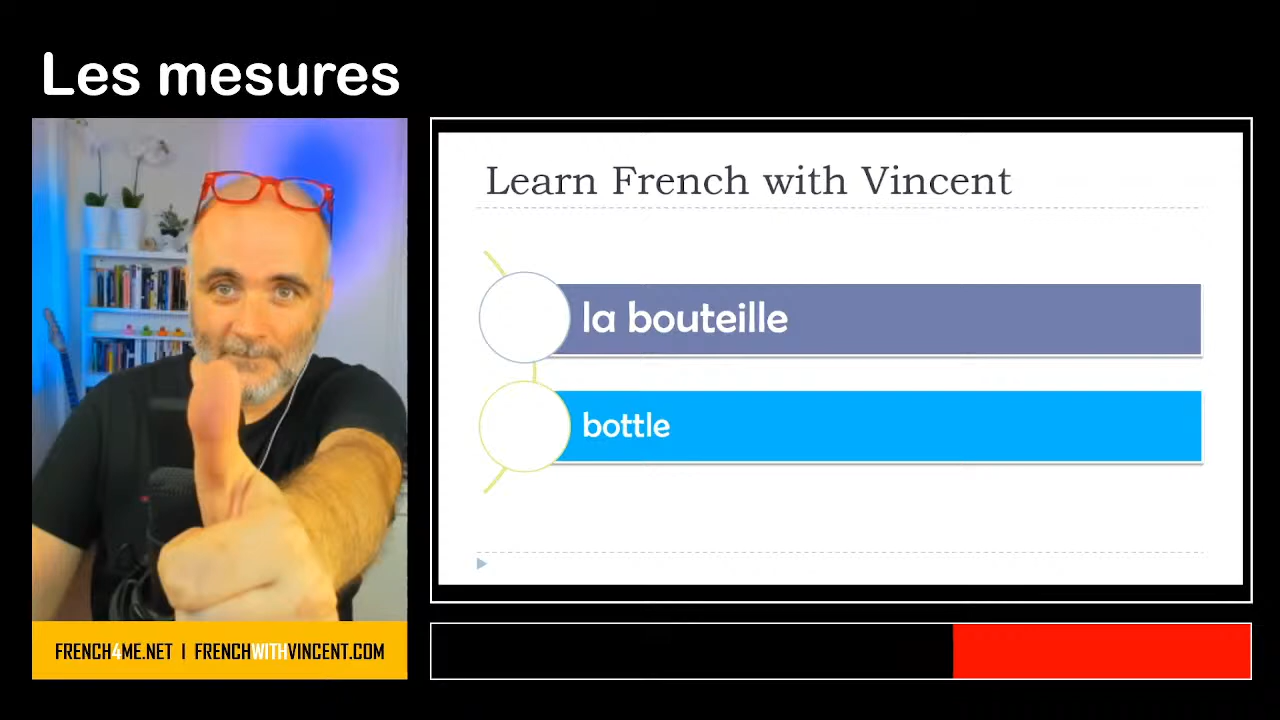 Les mesures
Learn French with Vincent
la bouteille
bottle
FRENCH4ME.NET | FRENCHWITHVINCENT.COM